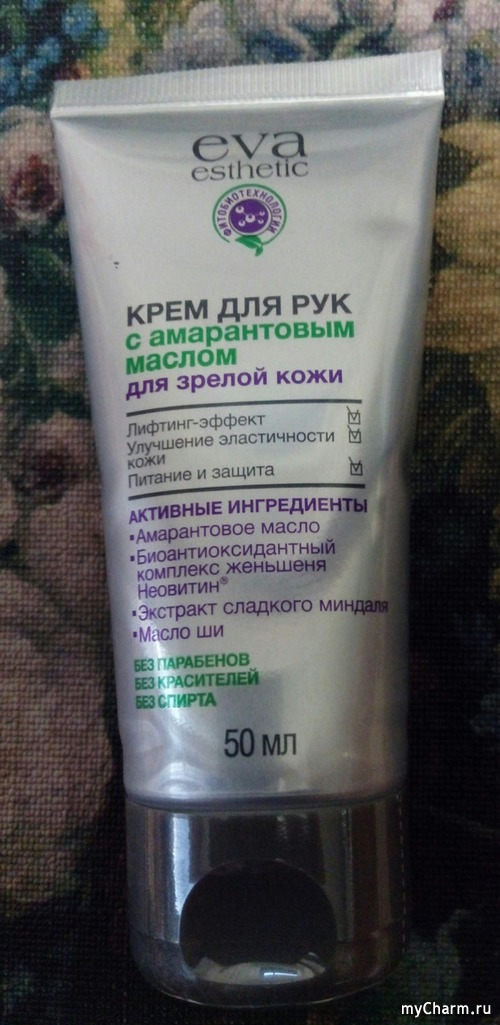 eva
esthetic
ФИТОБИОТЕХНОЛОГИИ
КРЕМ ДЛЯ РУК
с амарантовым
маслом
для зрелой кожи
Лифтинг-эффект
Улучшение эластичности
кожи
Питание и защита
АКТИВНЫЕ ИНГРЕДИЕНТЫ
▪Амарантовое масло
▪Биоантиоксидантный
комплекс женьшеня
Неовитин®
▪Экстракт сладкого миндаля
▪Масло ши
БЕЗ ПАРАБЕНОВ
БЕЗ КРАСИТЕЛЕЙ
БЕЗ СПИРТА
50 мл
myCharm.ru